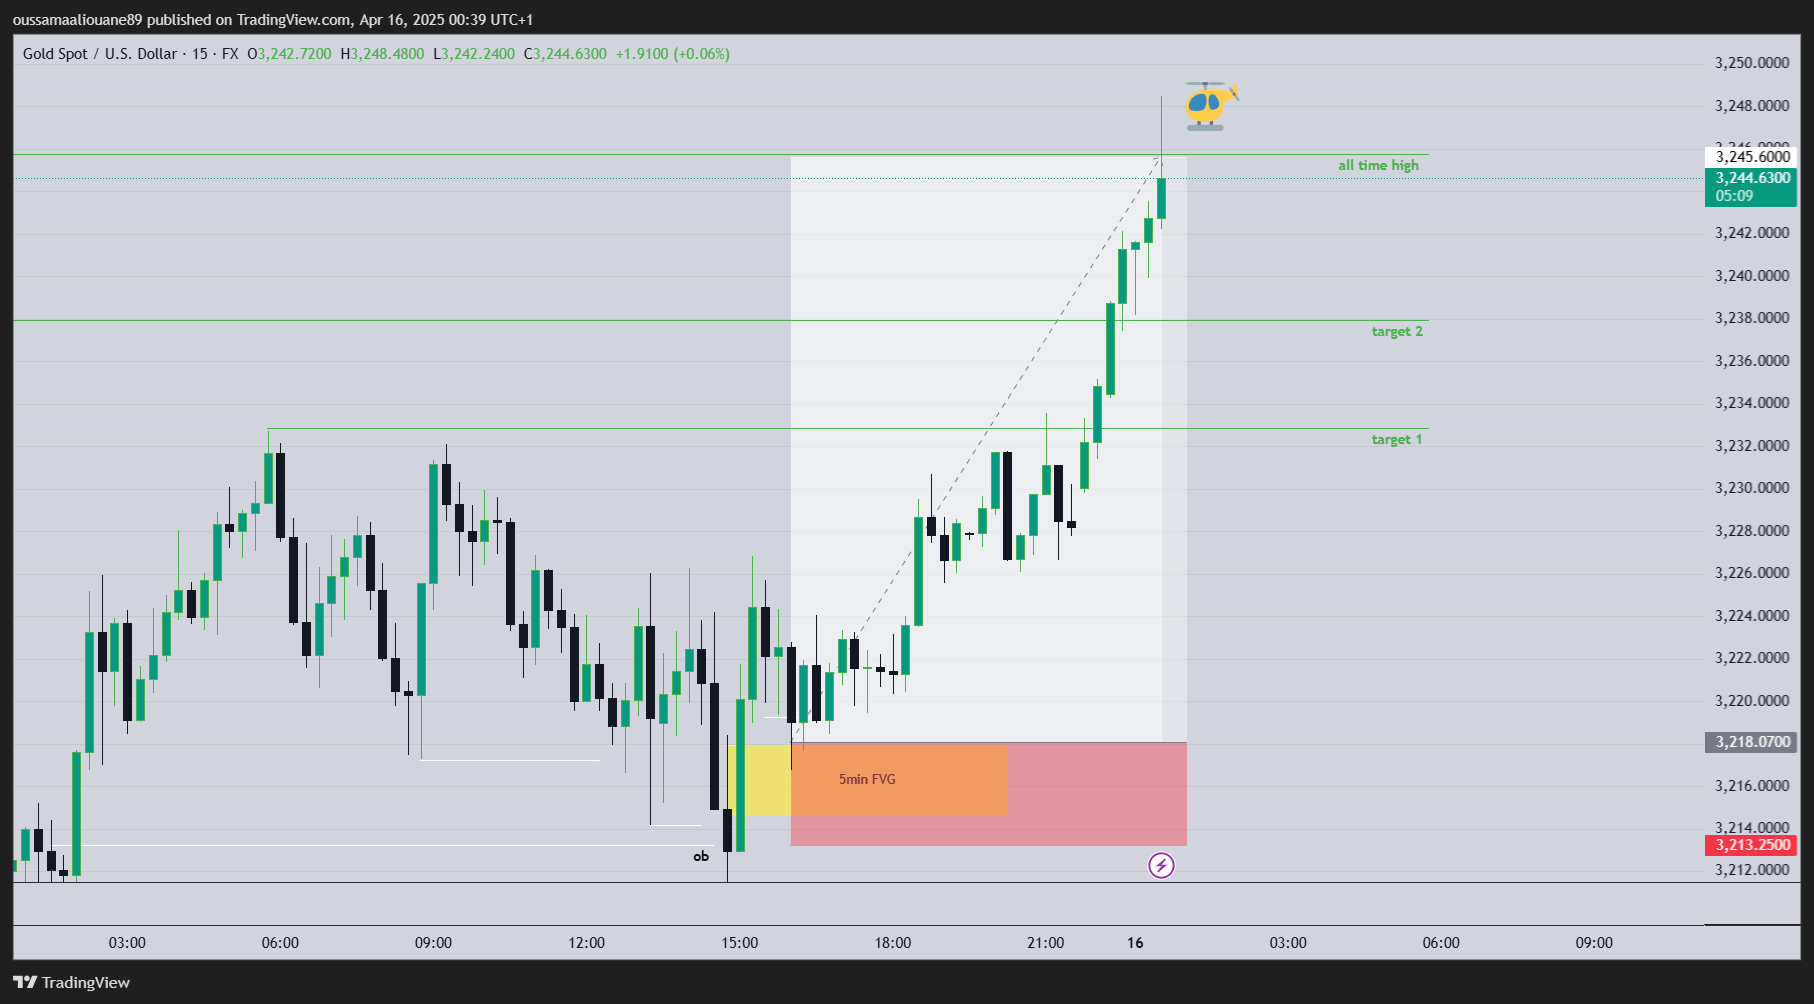 oussamaaliouane89 published on TradingView.com, Apr 16, 2025 00:39 UTC+1
Gold Spot / U.S. Dollar · 15 · FX O3,242.7200 H3,248.4800 L3,242.2400 C3,244.6300 +1.9100 (+0.06%)
3,250.0000
3,248.0000
3,245.6000
all time high
3,244.6300
05:09
3,242.0000
3,240.0000
3,238.0000
target 2
3,236.0000
3,234.0000
target 1
3,232.0000
3,230.0000
3,228.0000
3,226.0000
3,224.0000
3,222.0000
3,220.0000
3,218.0700
5min FVG
3,216.0000
3,214.0000
3,213.2500
ob
3,212.0000
03:00 06:00 09:00 12:00 15:00 18:00 21:00 16 03:00 06:00 09:00
TradingView